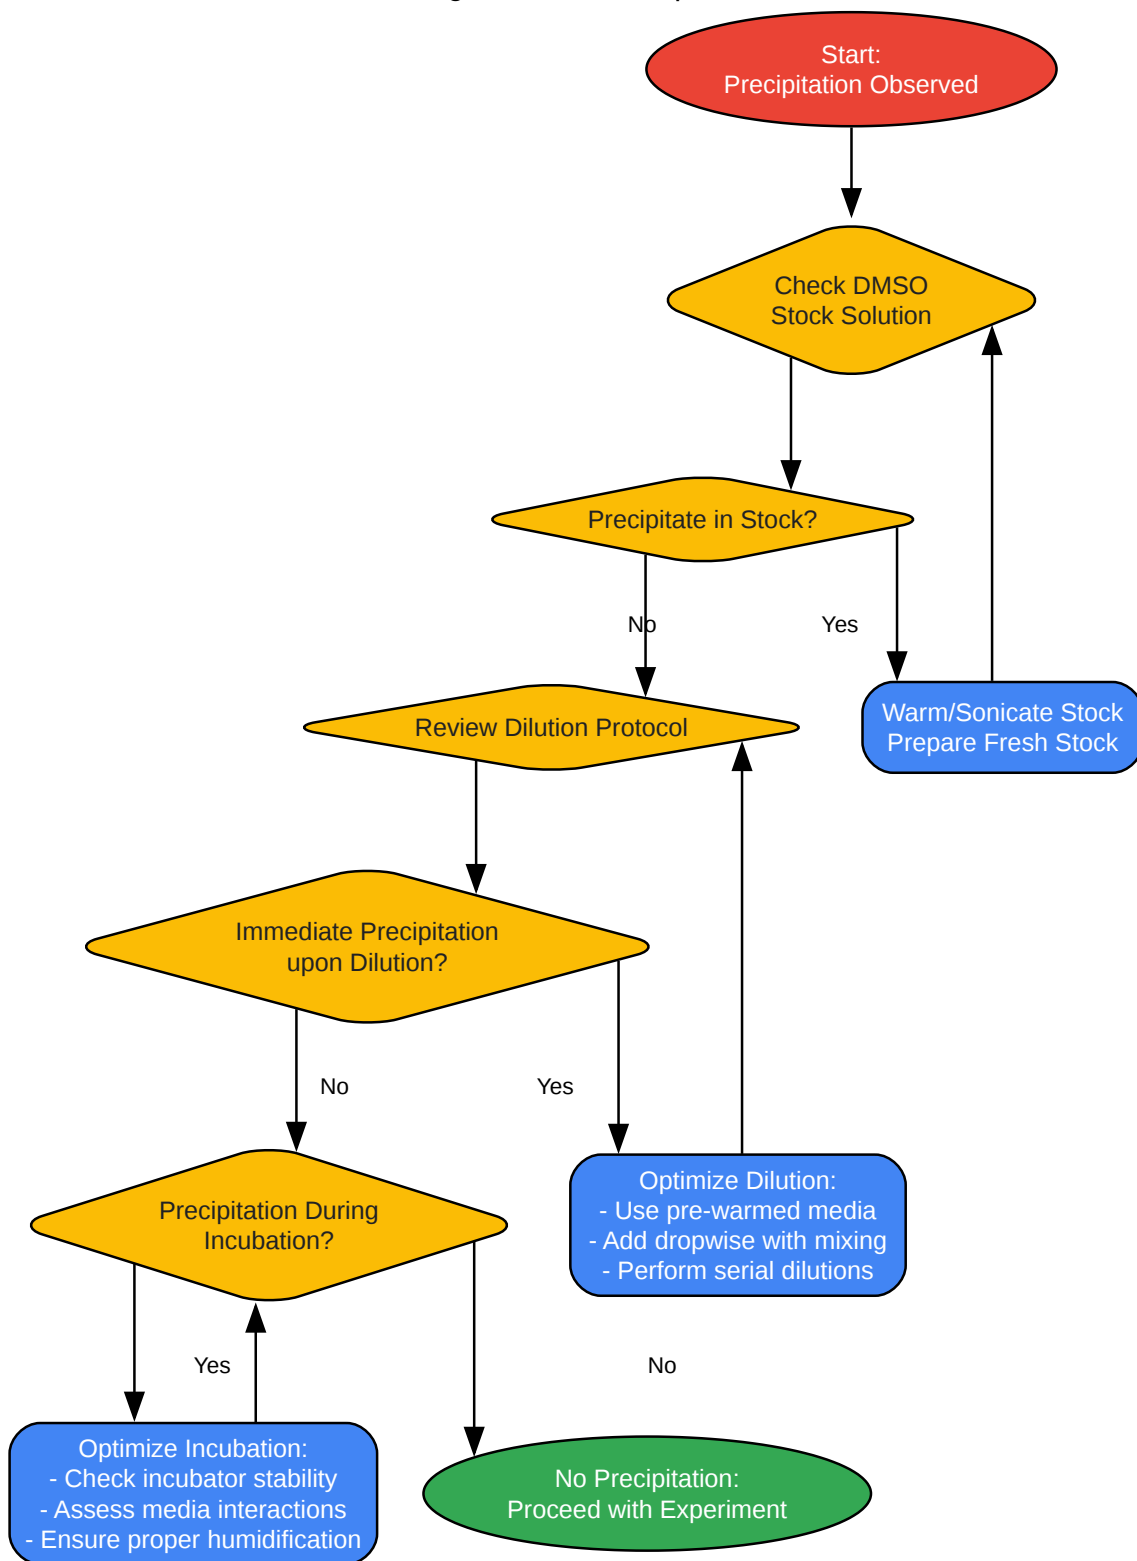 Start:
Precipitation Observed
Check DMSO
Stock Solution
Precipitate in Stock?
No
Yes
Warm/Sonicate Stock
Prepare Fresh Stock
Review Dilution Protocol
Immediate Precipitation
upon Dilution?
No
Yes
Optimize Dilution:
- Use pre-warmed media
- Add dropwise with mixing
- Perform serial dilutions
Precipitation During
Incubation?
Yes
No
Optimize Incubation:
- Check incubator stability
- Assess media interactions
- Ensure proper humidification
No Precipitation:
Proceed with Experiment